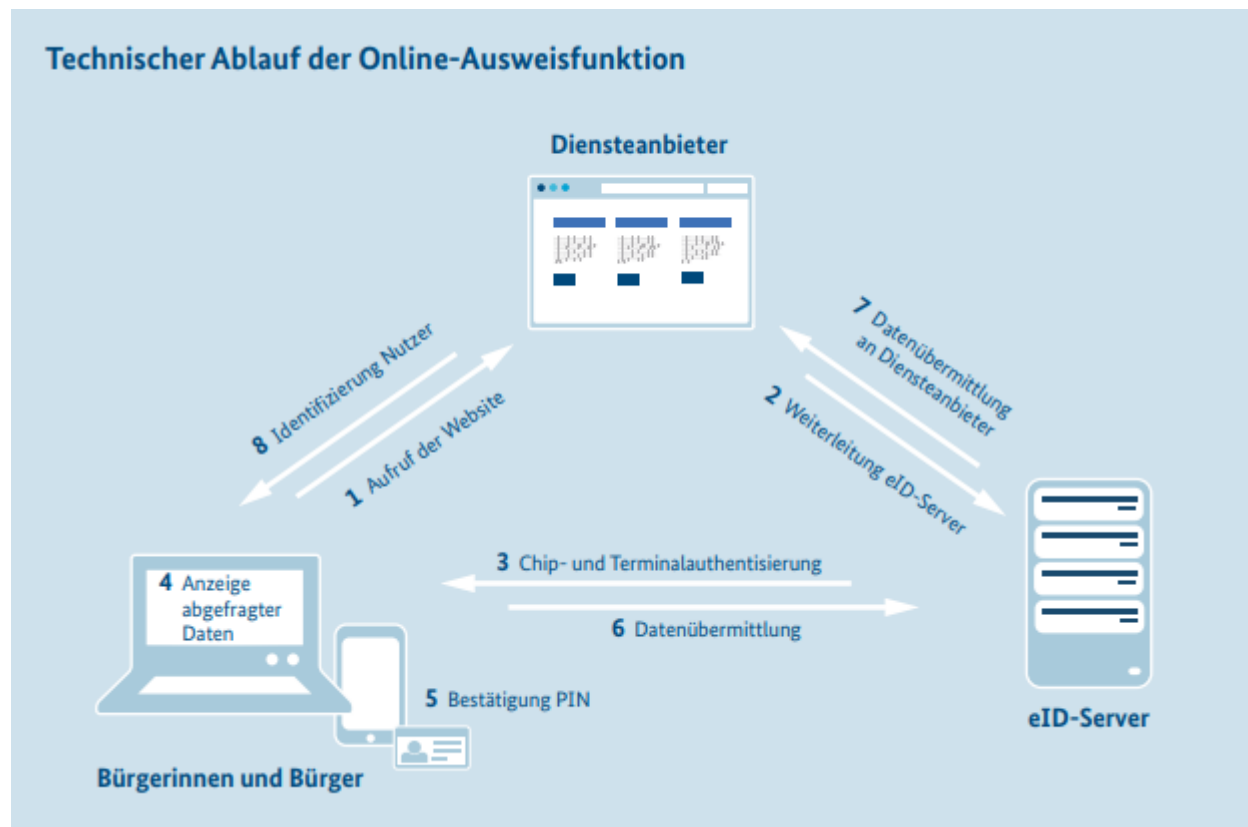 Technischer Ablauf der Online-Ausweisfunktion
Diensteanbieter
7 Datenübermittlung
an Diensteanbieter
2 Weiterleitung eID-Server
8 Identifizierung Nutzer
1 Aufruf der Website
3 Chip- und Terminalauthentisierung
6 Datenübermittlung
4 Anzeige
abgefragter
Daten
5 Bestätigung PIN
eID-Server
Bürgerinnen und Bürger